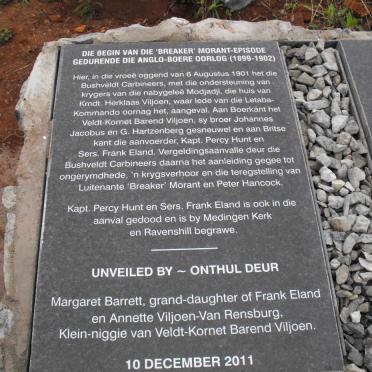 DIE BEGIN VAN DIE 'BREAKER' MORANT-EPISODE
GEDURENDE DIE ANGLO-BOERE OORLOG (1899-1902)
Hier, in die vroeë oggend van 6 Augustus 1901 het die
Bushveldt Carbineers, met die ondersteuning van
krygers van die nabygeleë Modjadji, die huis van
Kmdt. Herklaas Viljoen, waar lede van die Letaba-
Kommando oornag het, aangeval. Aan Boerkant het
Veldt-Kornet Barend Viljoen, sy broer Johannes
Jacobus en G. Hartzenberg gesneuwel en aan Britse
kant die aanvoerder, Kapt. Percy Hunt en
Sers. Frank Eland. Vergeldingsaanvalle deur die
Bushveldt Carbineers daarna het aanleiding gegee tot
ongerymdhede, 'n krygsverhoor en die teregstelling van
Luitenante 'Breaker' Morant en Peter Hancock.
Kapt. Percy Hunt en Sers. Frank Eland is ook in die
aanval gedood en is by Medingen Kerk
en Ravenshill begrawe.
UNVEILED BY ~ ONTHUL DEUR
Margaret Barrett, grand-daughter of Frank Eland
en Annette Viljoen-Van Rensburg,
Klein-niggie van Veldt-Kornet Barend Viljoen.
10 DECEMBER 2011